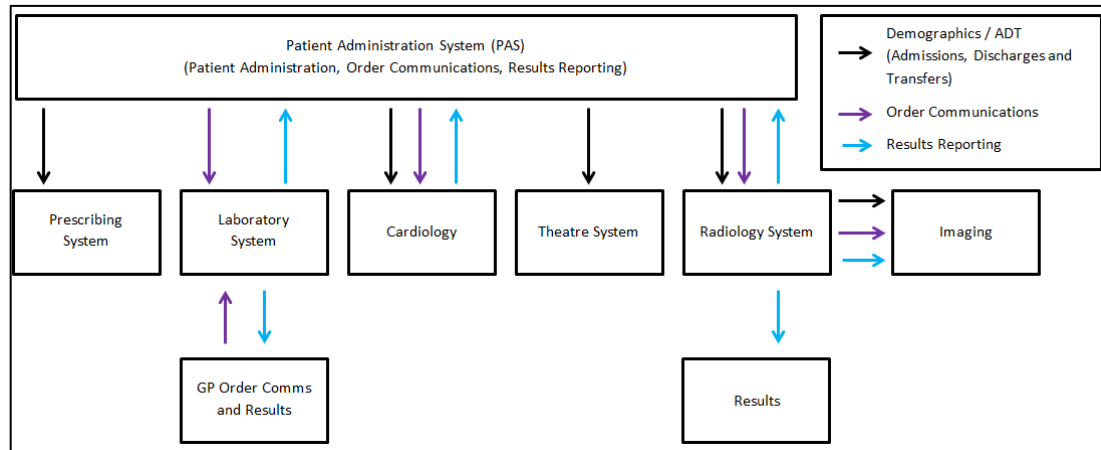 Patient Administration System (PAS)
(Patient Administration, Order Communications, Results Reporting)
Demographics / ADT
(Admissions, Discharges and
Transfers)
Order Communications
Results Reporting
Prescribing
System
Laboratory
System
Cardiology
Theatre System
Radiology System
Imaging
GP Order Comms
and Results
Results